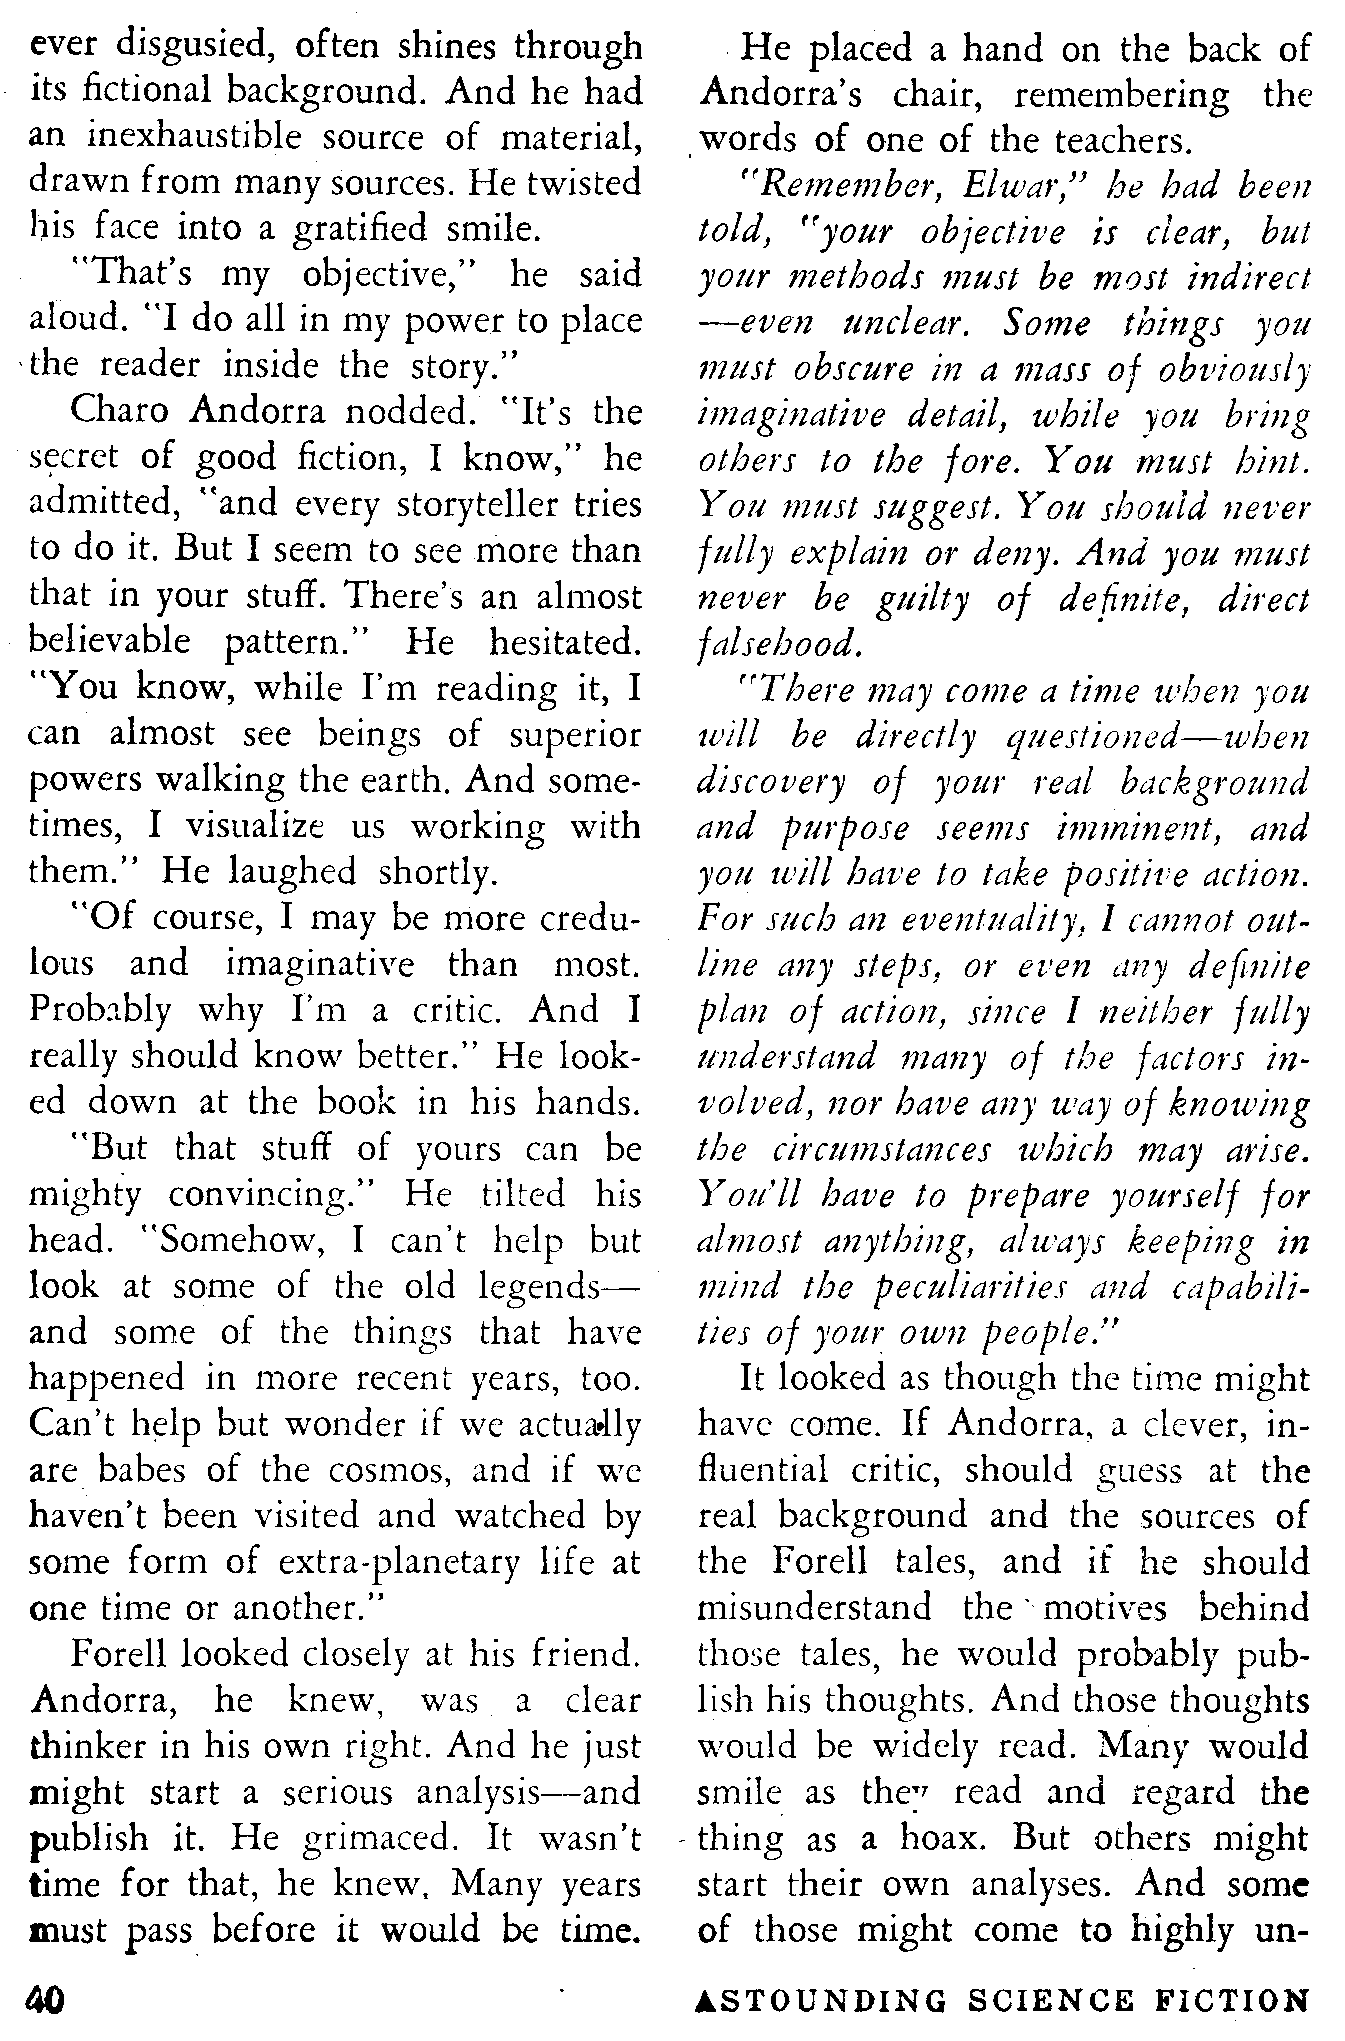 ever disgusied, often shines through
its fictional background. And he had
an inexhaustible source of material,
drawn from many sources. He twisted
his face into a gratified smile.
"That's my objective," he said
aloud. "I do all in my power to place
the reader inside the story."
Charo Andorra nodded. "It's the
secret of good fiction, I know," he
admitted, "and every storyteller tries
to do it. But I seem to see more than
that in your stuff. There's an almost
believable pattern." He hesitated.
"You know, while I'm reading it, I
can almost see beings of superior
powers walking the earth. And some-
times, I visualize us working with
them." He laughed shortly.
"Of course, I may be more credu-
lous and imaginative than most.
Probably why I'm a critic. And I
really should know better." He look-
ed down at the book in his hands.
"But that stuff of yours can be
mighty convincing." He tilted his
head. "Somehow, I can't help but
look at some of the old legends—
and some of the things that have
happened in more recent years, too.
Can't help but wonder if we actually
are babes of the cosmos, and if we
haven't been visited and watched by
some form of extra-planetary life at
one time or another."
Forell looked closely at his friend.
Andorra, he knew, was a clear
thinker in his own right. And he just
might start a serious analysis—and
publish it. He grimaced. It wasn't
time for that, he knew. Many years
must pass before it would be time.
He placed a hand on the back of
Andorra's chair, remembering the
words of one of the teachers.
"Remember, Elwar," he had been
told, "your objective is clear, but
your methods must be most indirect
—even unclear. Some things you
must obscure in a mass of obviously
imaginative detail, while you bring
others to the fore. You must hint.
You must suggest. You should never
fully explain or deny. And you must
never be guilty of definite, direct
falsehood.
"There may come a time when you
will be directly questioned—when
discovery of your real background
and purpose seems imminent, and
you will have to take positive action.
For such an eventuality, I cannot out-
line any steps, or even any definite
plan of action, since I neither fully
understand many of the factors in-
volved, nor have any way of knowing
the circumstances which may arise.
You'll have to prepare yourself for
almost anything, always keeping in
mind the peculiarities and capabili-
ties of your own people."
It looked as though the time might
have come. If Andorra, a clever, in-
fluential critic, should guess at the
real background and the sources of
the Forell tales, and if he should
misunderstand the motives behind
those tales, he would probably pub-
lish his thoughts. And those thoughts
would be widely read. Many would
smile as they read and regard the
thing as a hoax. But others might
start their own analyses. And some
of those might come to highly un-
40
ASTOUNDING SCIENCE FICTION